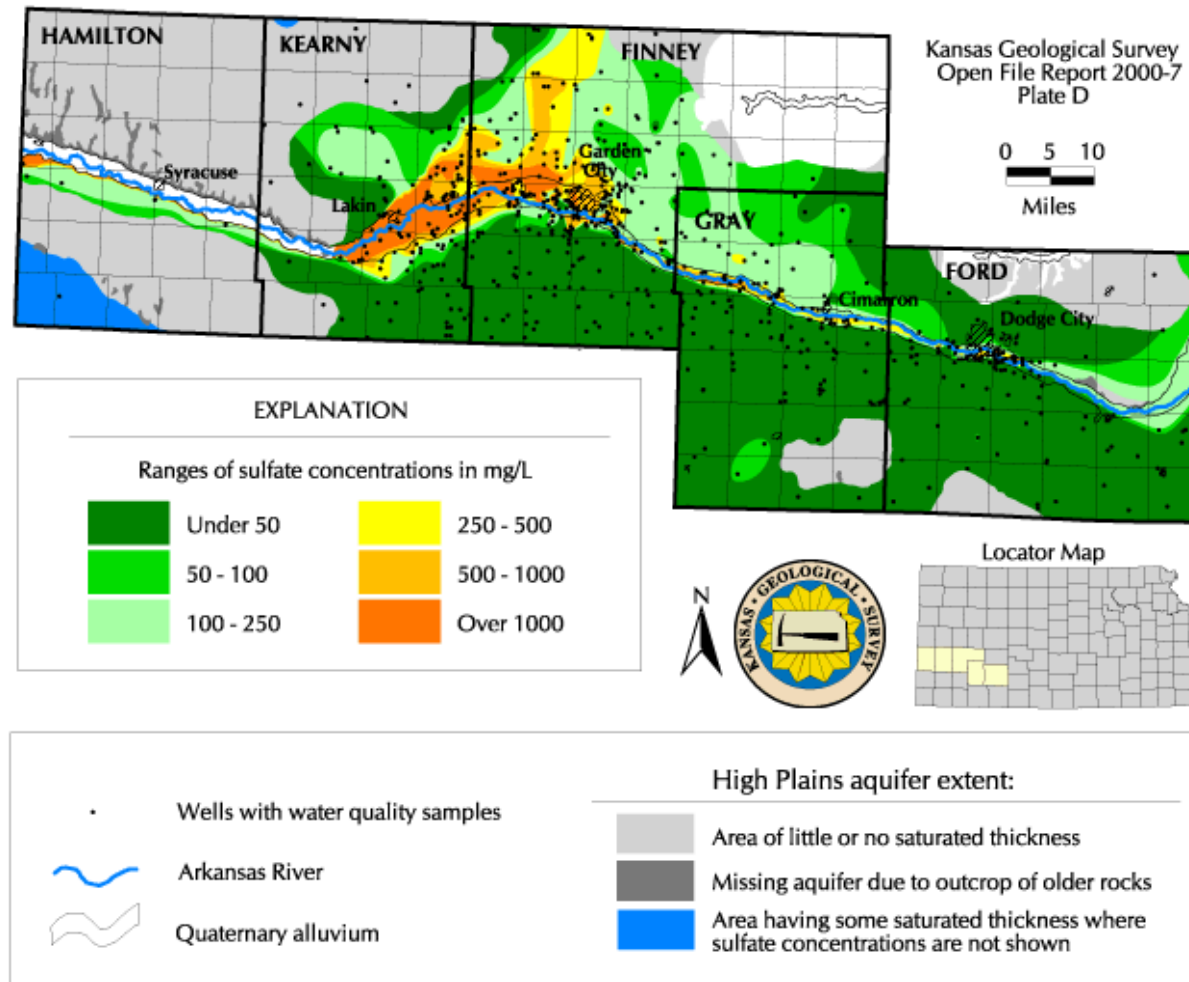 HAMILTON
KEARNY
FINNEY
Kansas Geological Survey
Open File Report 2000-7
Plate D
0 5 10
Miles
Syracuse
Lakin
Garden
City
GRAY
FORD
Cimarron
Dodge City
EXPLANATION
Ranges of sulfate concentrations in mg/L
Under 50
250 - 500
50 - 100
500 - 1000
100 - 250
Over 1000
N
KANSAS • GEOLOGICAL • SURVEY
Locator Map
Wells with water quality samples
Arkansas River
Quaternary alluvium
High Plains aquifer extent:
Area of little or no saturated thickness
Missing aquifer due to outcrop of older rocks
Area having some saturated thickness where
sulfate concentrations are not shown